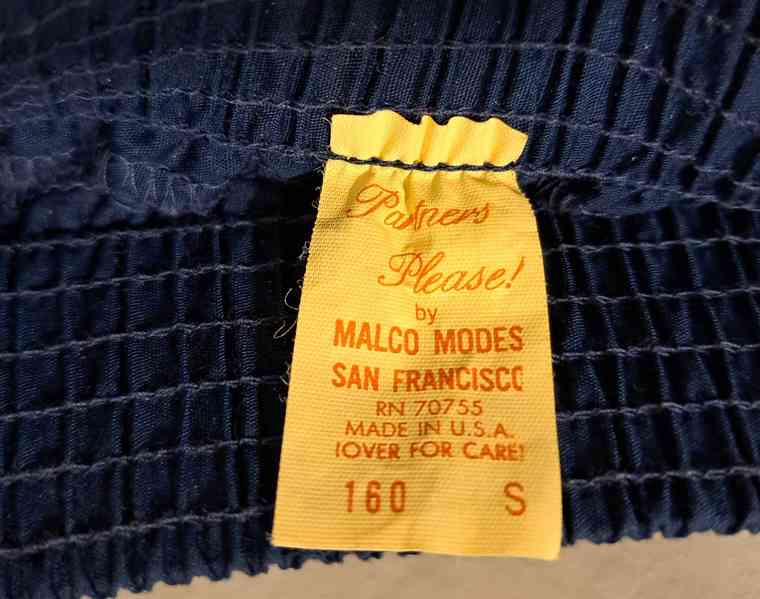 Partners
Please!
by
MALCO MODES
SAN FRANCISCO
RN 70755
MADE IN U.S.A.
(OVER FOR CARE)
160 S